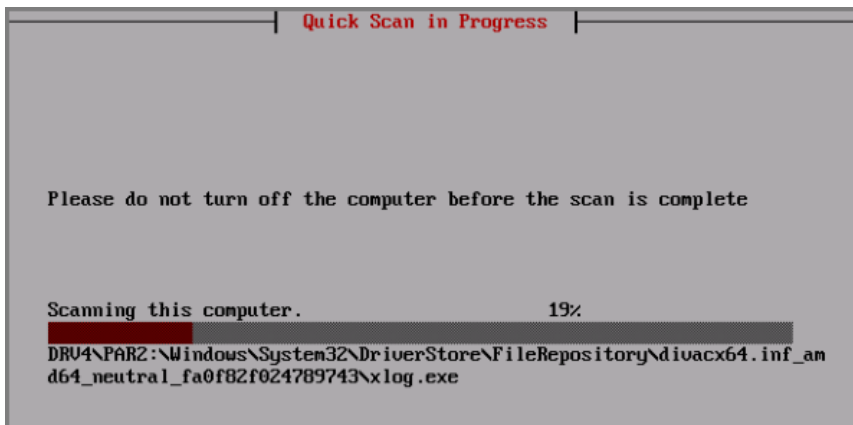 Quick Scan in Progress
Please do not turn off the computer before the scan is complete
Scanning this computer. 19%
DRV4\PAR2:\Windows\System32\DriverStore\FileRepository\divacx64.inf_am
d64_neutral_fa0f82f024789743\xlog.exe